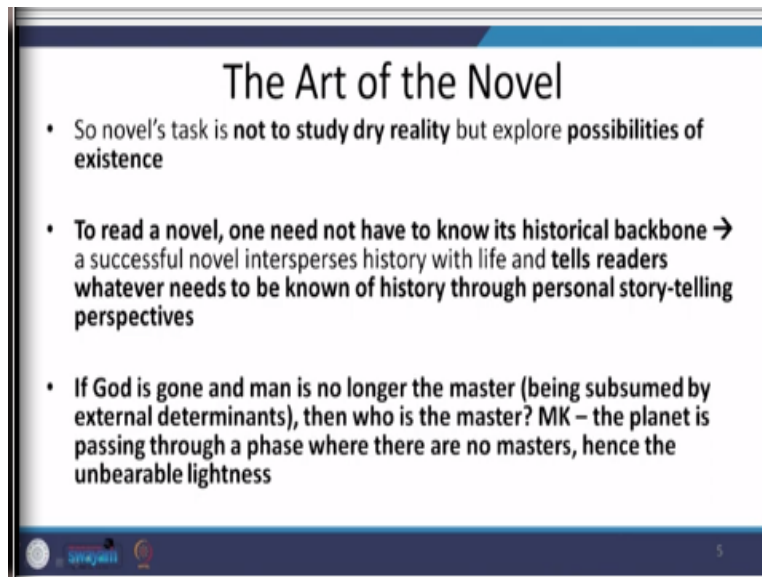 The Art of the Novel
• So novel's task is not to study dry reality but explore possibilities of
existence
• To read a novel, one need not have to know its historical backbone →
a successful novel intersperses history with life and tells readers
whatever needs to be known of history through personal story-telling
perspectives
• If God is gone and man is no longer the master (being subsumed by
external determinants), then who is the master? MK – the planet is
passing through a phase where there are no masters, hence the
unbearable lightness
swayam
5